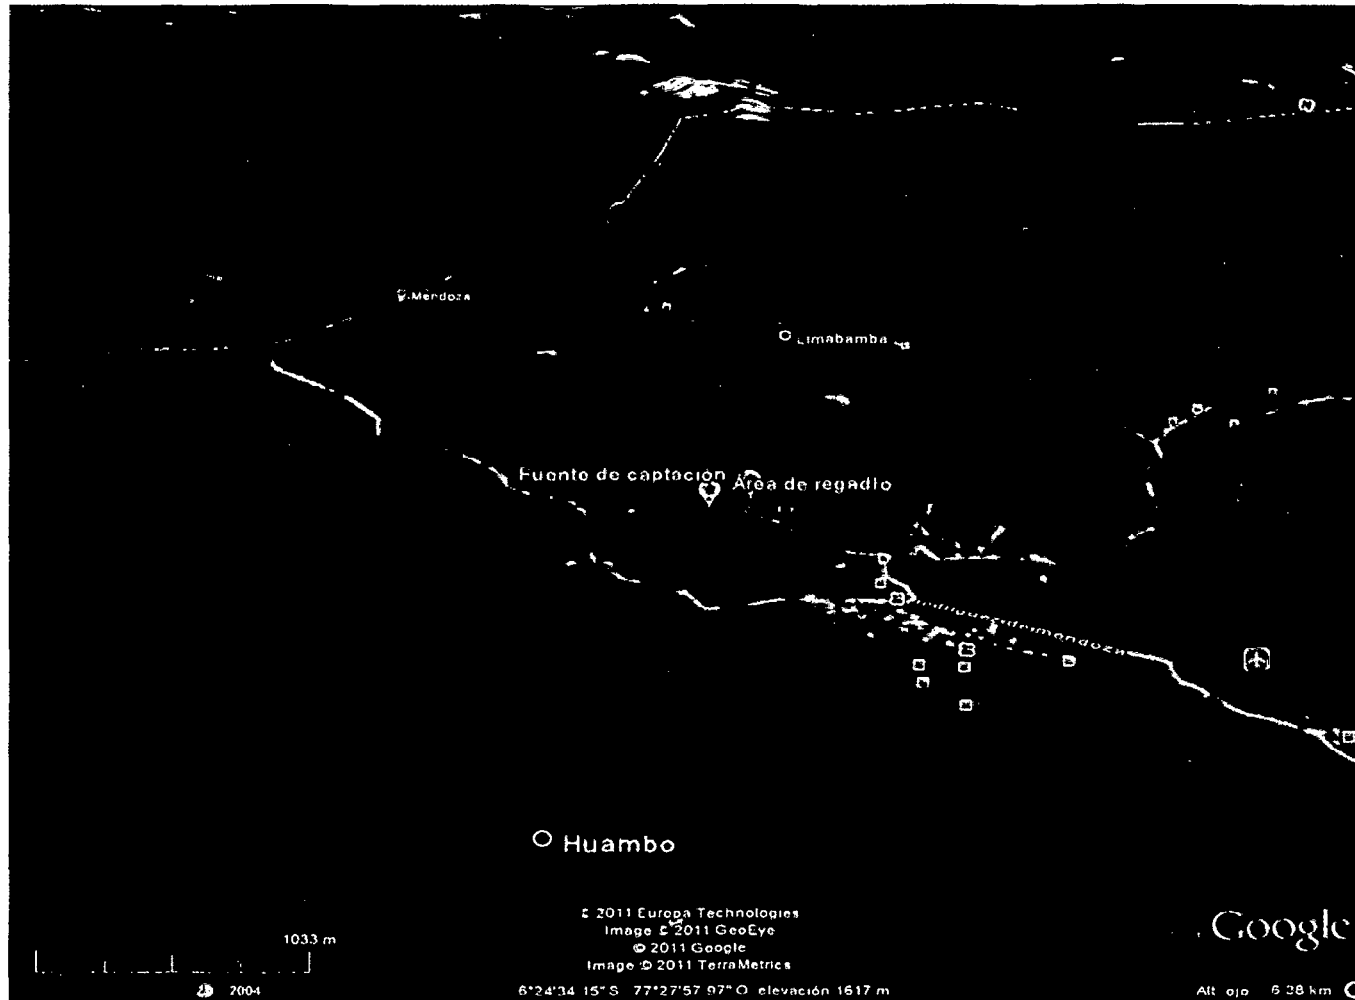 Mendoza
Limabamba
Fuente de captación
Area de regadío
Huambo
© 2011 Europa Technologies
Image © 2011 GeoEye
© 2011 Google
Image © 2011 TerraMetrics
Google
1033 m
2004
6°24'34.15"S 77°27'57.97"O elevación 1617 m
Alt. ojo 6.38 km